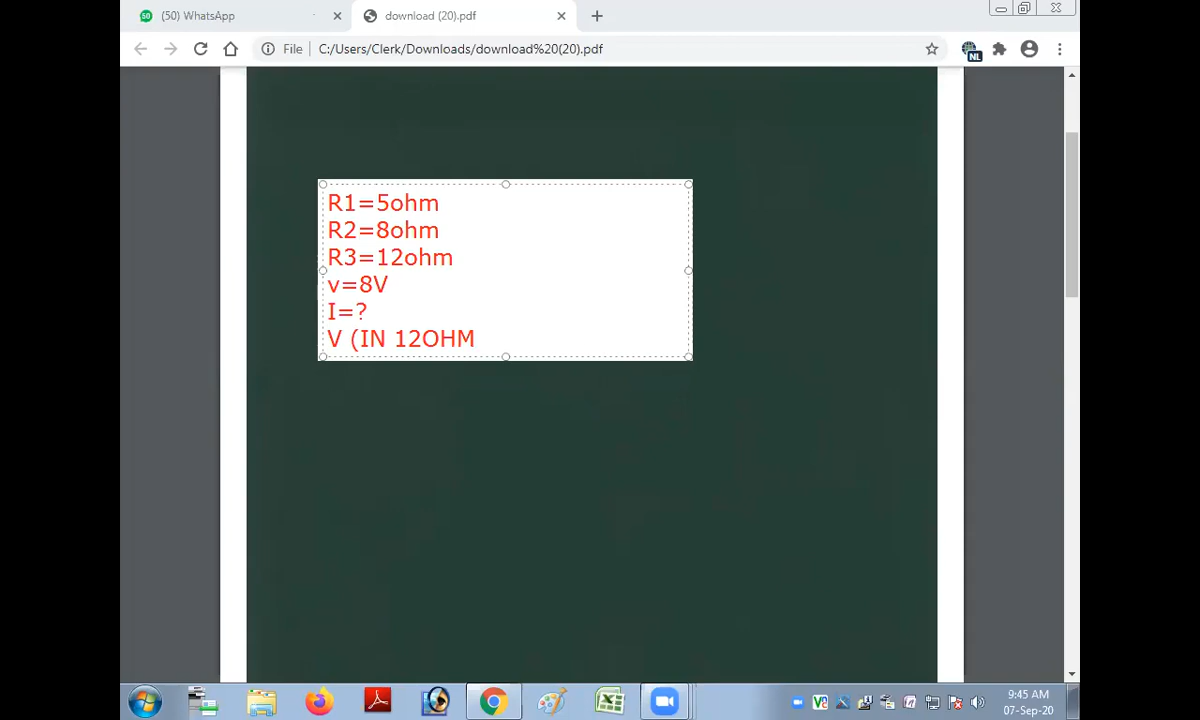 (50) WhatsApp
download (20).pdf
File
C:/Users/Clerk/Downloads/download%20(20).pdf
NL
R1=5ohm
R2=8ohm
R3=12ohm
v=8V
I=?
V (IN 12OHM
9:45 AM
07-Sep-20